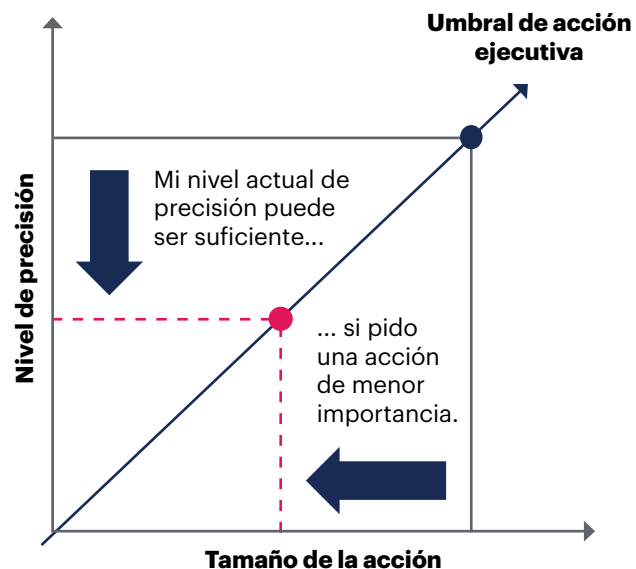 Umbral de acción
ejecutiva
Mi nivel actual de
precisión puede
ser suficiente...
Nivel de precisión
... si pido
una acción
de menor
importancia.
Tamaño de la acción